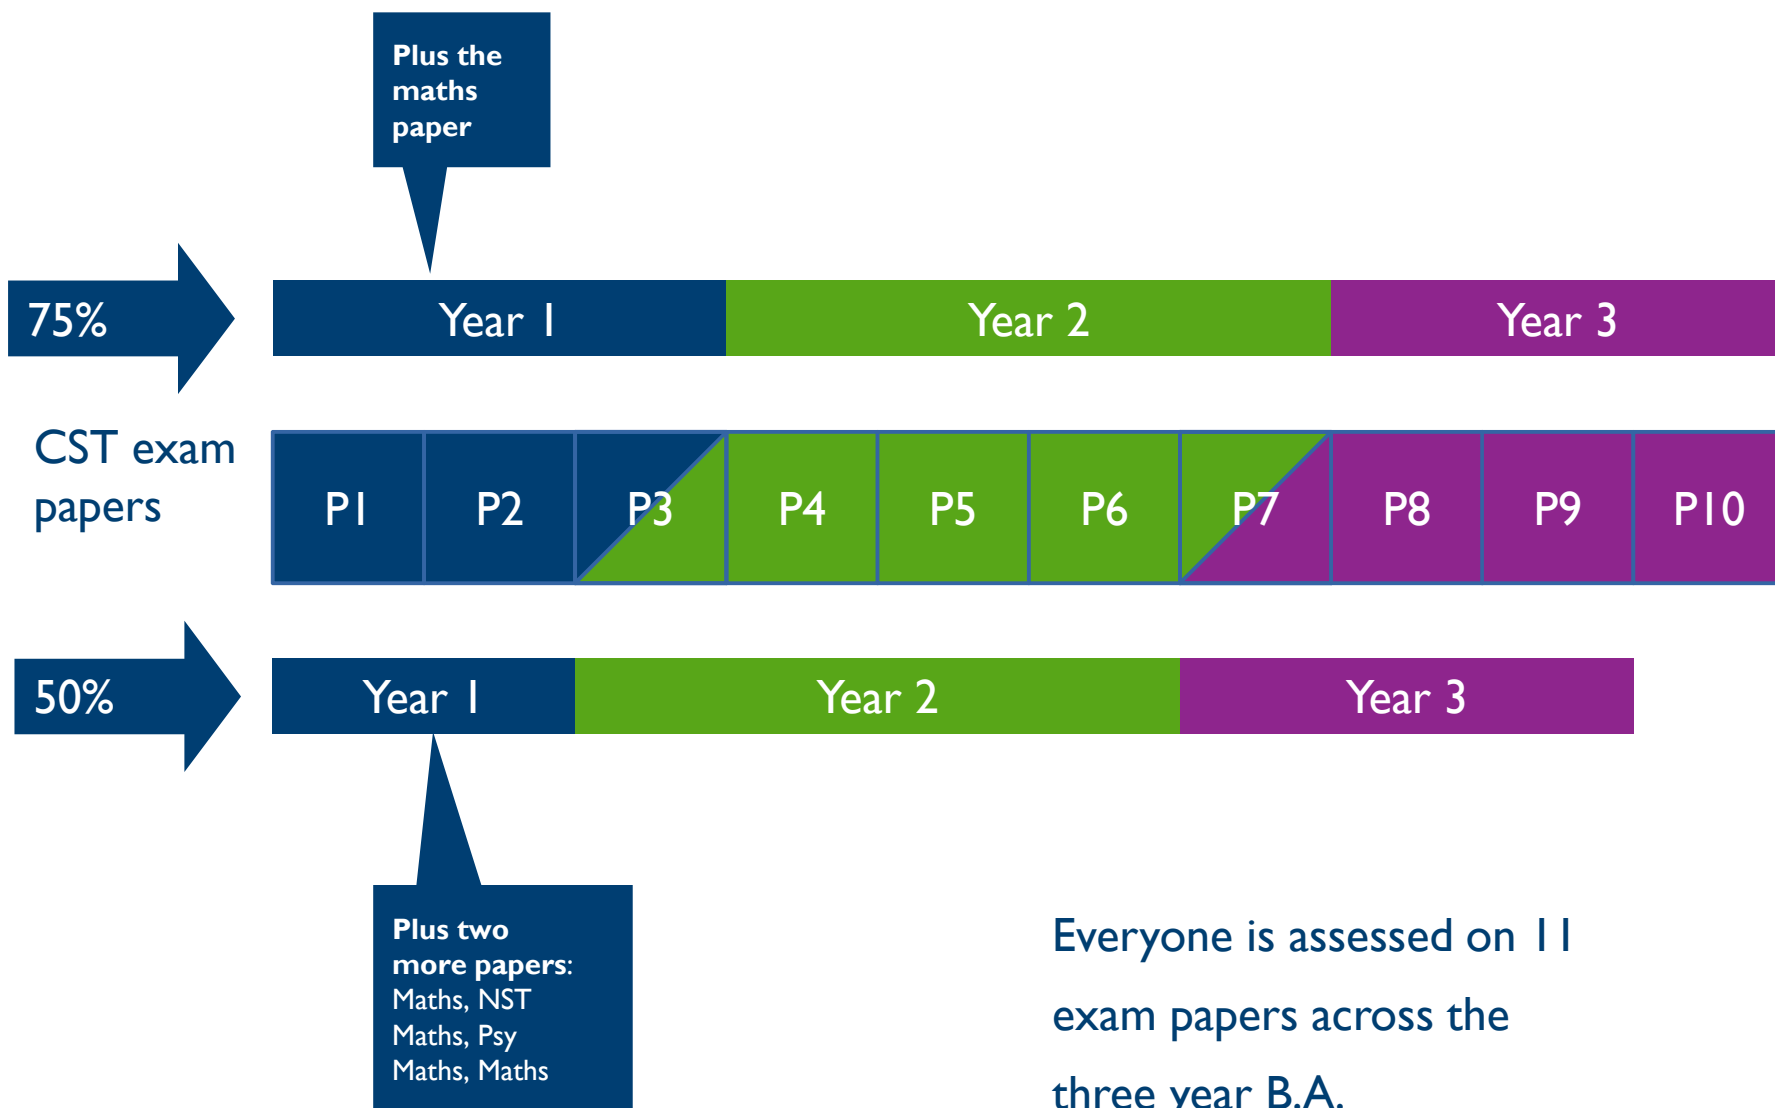 Plus the
maths
paper
75%
Year 1
Year 2
Year 3
CST exam
papers
P1
P2
P3
P4
P5
P6
P7
P8
P9
P10
50%
Year 1
Year 2
Year 3
Plus two
more papers:
Maths, NST
Maths, Psy
Maths, Maths
Everyone is assessed on 11
exam papers across the
three year B.A.